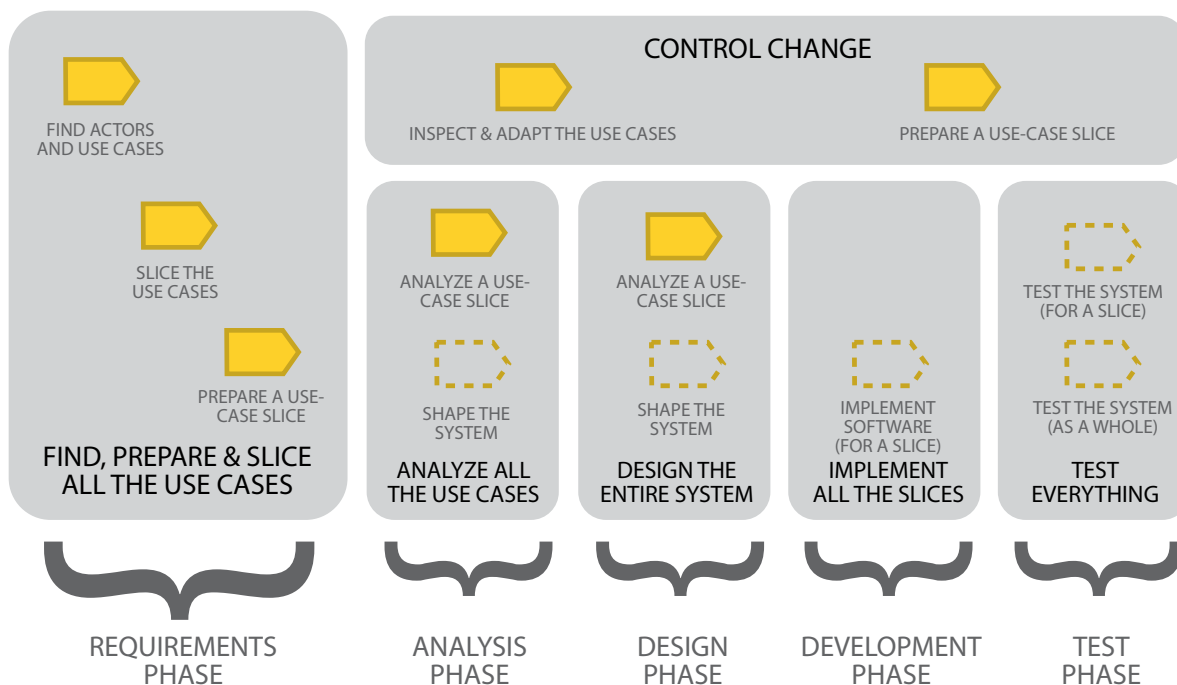 FIND ACTORS
AND USE CASES
SLICE THE
USE CASES
PREPARE A USE-
CASE SLICE
FIND, PREPARE & SLICE
ALL THE USE CASES
CONTROL CHANGE
INSPECT & ADAPT THE USE CASES
PREPARE A USE-CASE SLICE
ANALYZE A USE-
CASE SLICE
SHAPE THE
SYSTEM
ANALYZE ALL
THE USE CASES
ANALYZE A USE-
CASE SLICE
SHAPE THE
SYSTEM
DESIGN THE
ENTIRE SYSTEM
IMPLEMENT
SOFTWARE
(FOR A SLICE)
IMPLEMENT
ALL THE SLICES
TEST THE SYSTEM
(FOR A SLICE)
TEST THE SYSTEM
(AS A WHOLE)
TEST
EVERYTHING
REQUIREMENTS
PHASE
ANALYSIS
PHASE
DESIGN
PHASE
DEVELOPMENT
PHASE
TEST
PHASE